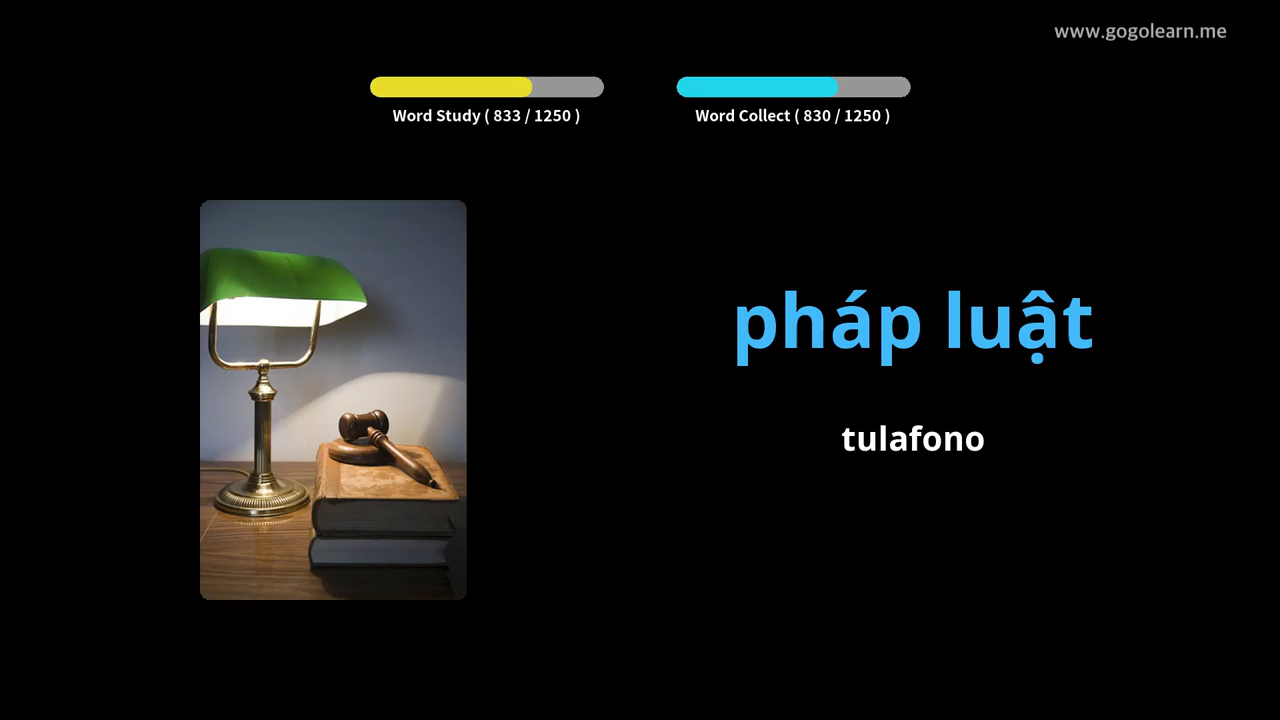 www.gogolearn.me
Word Study ( 833 / 1250 )
Word Collect ( 830 / 1250 )
pháp luật
tulafono